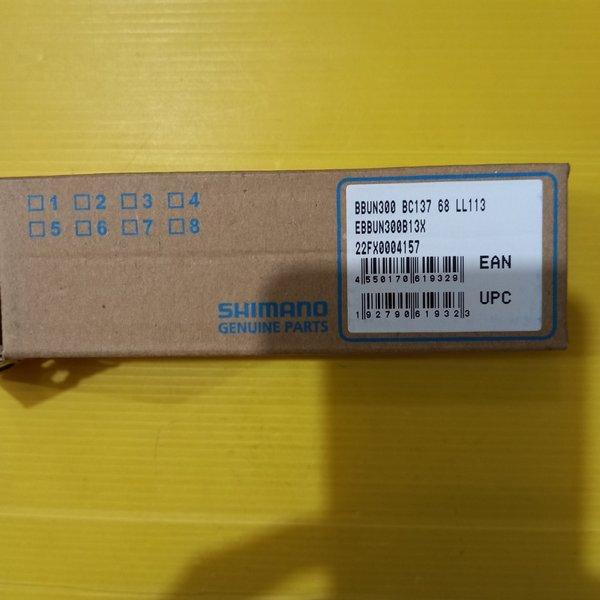 1 2 3 4
5 6 7 8
SHIMANO
GENUINE PARTS
BBUN300 BC137 68 LL113
EBBUN300B13X
22FX0004157
EAN
4 550170 619329
UPC
1 92790 61932 3